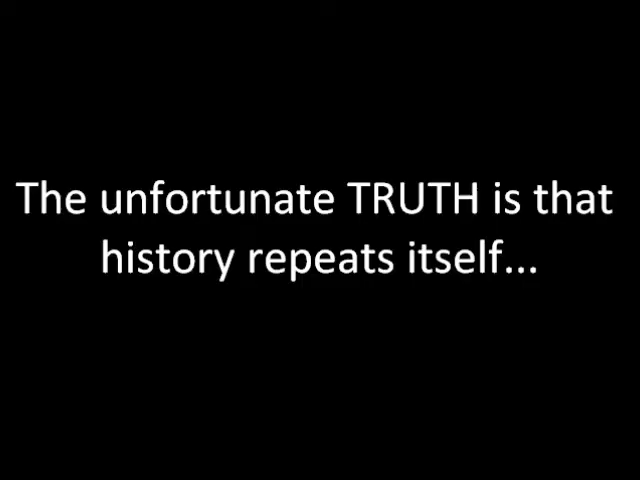 The unfortunate TRUTH is that
history repeats itself...